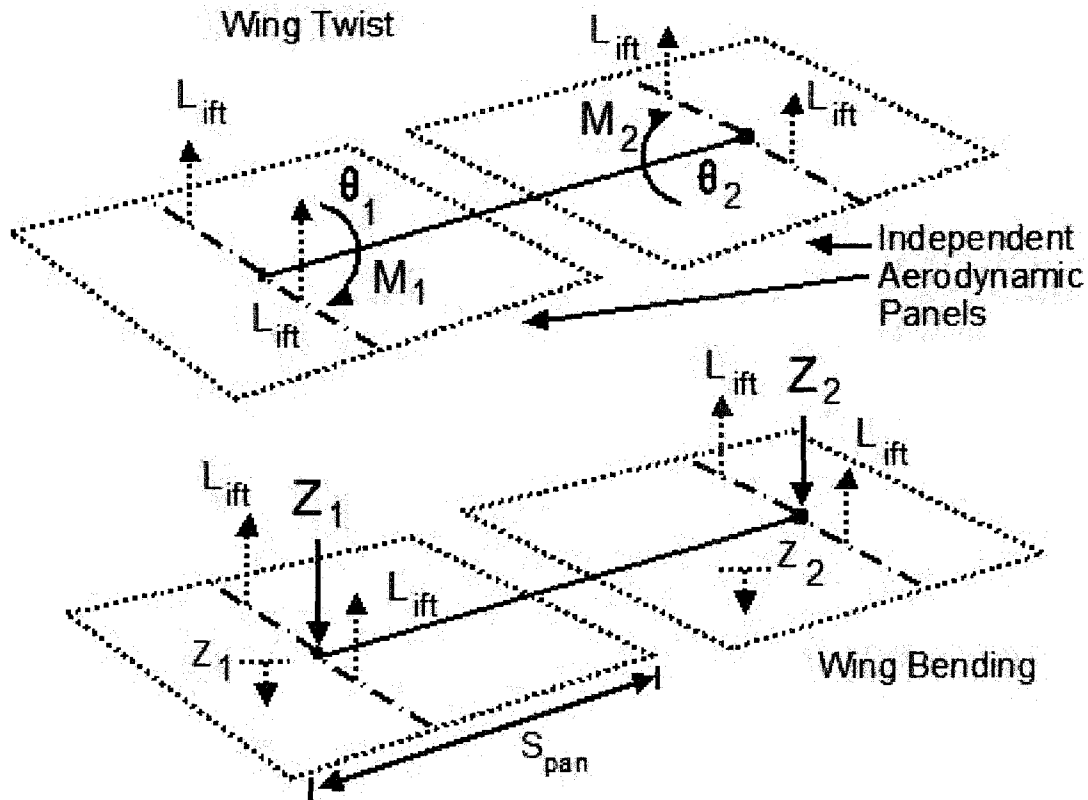 Wing Twist
L ift
L ift
L ift
M 2
θ 1
θ 2
M 1
L ift
Independent
Aerodynamic
Panels
L ift
Z 2
L ift
L ift
Z 1
L ift
z 2
z 1
Wing Bending
S pan